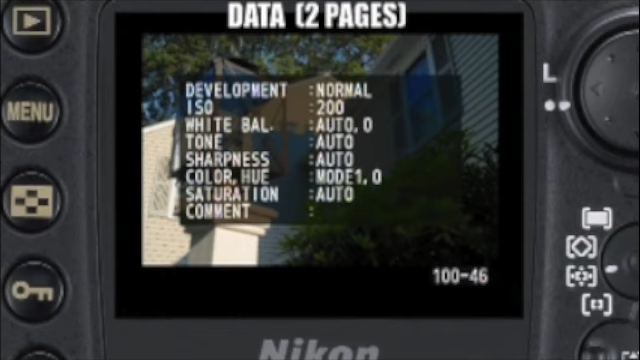 DATA (2 PAGES)
DEVELOPMENT :NORMAL
ISO :200
WHITE BAL. :AUTO, 0
TONE :AUTO
SHARPNESS :AUTO
COLOR, HUE :MODE1, 0
SATURATION :AUTO
COMMENT :
100-46
MENU
L
Nikon